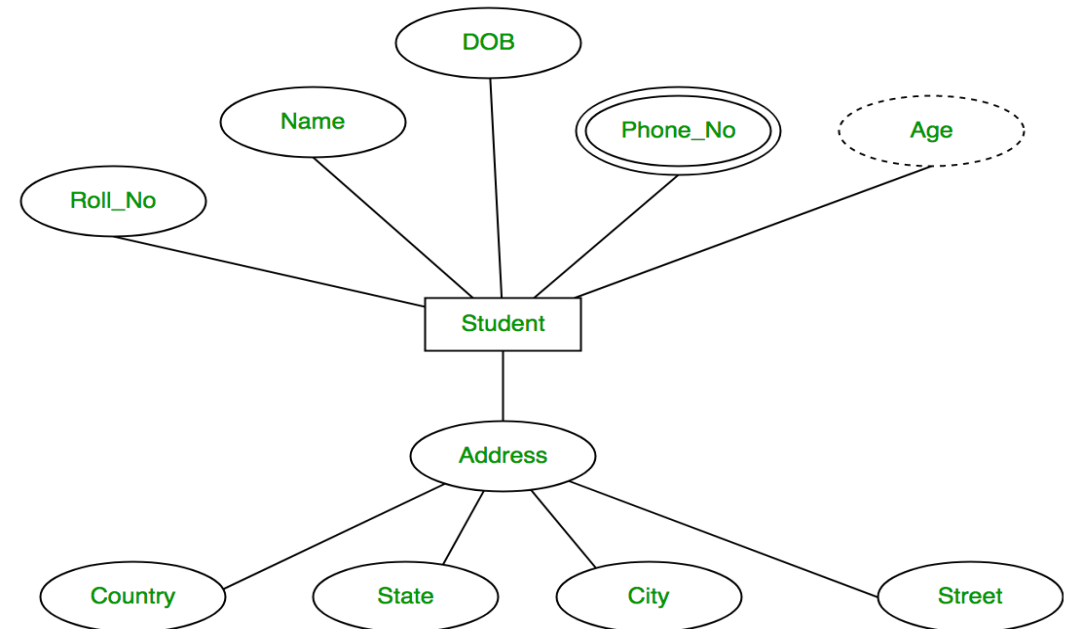 DOB
Name
Phone_No
Age
Roll_No
Student
Address
Country
State
City
Street